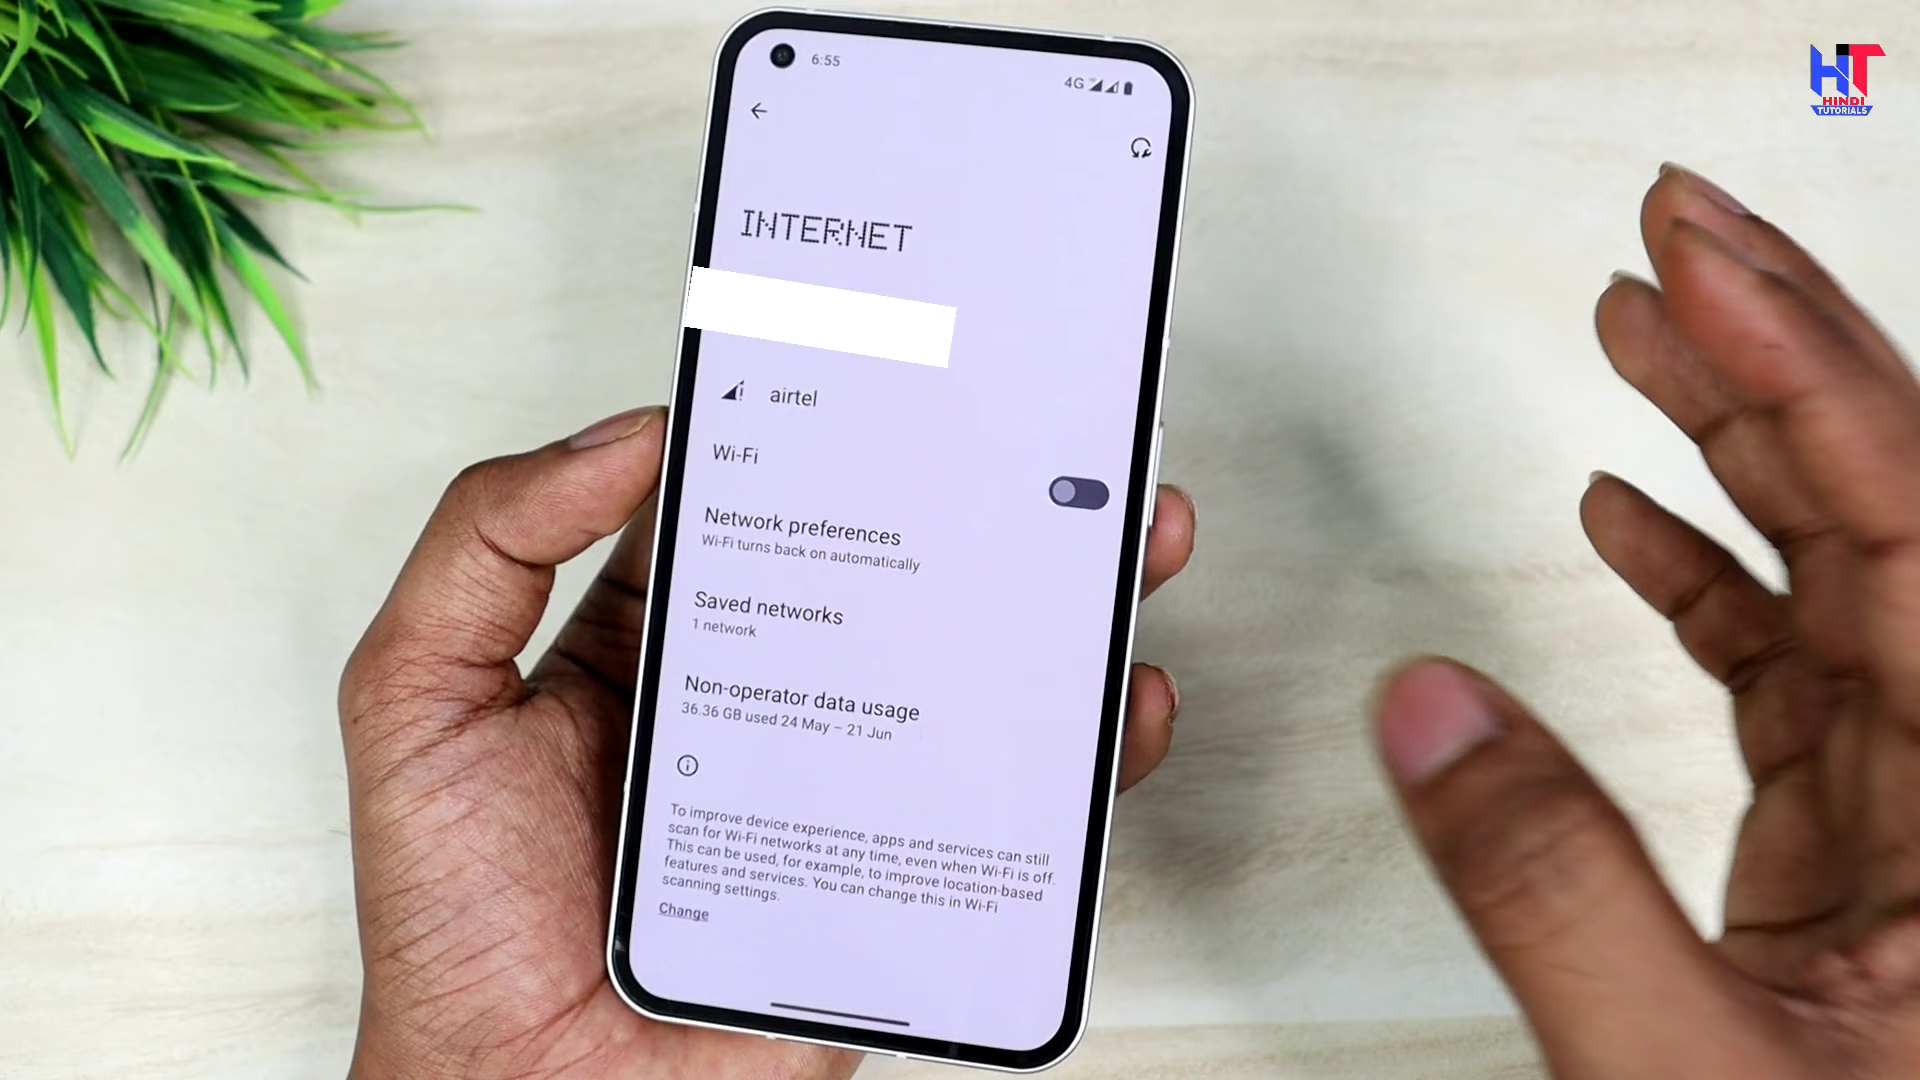 6:55
4G
INTERNET
airtel
Wi-Fi
Network preferences
Wi-Fi turns back on automatically
Saved networks
1 network
Non-operator data usage
36.36 GB used 24 May – 21 Jun
To improve device experience, apps and services can still
scan for Wi-Fi networks at any time, even when Wi-Fi is off.
This can be used, for example, to improve location-based
features and services. You can change this in Wi-Fi
scanning settings.
Change
HT
HINDI
TUTORIALS